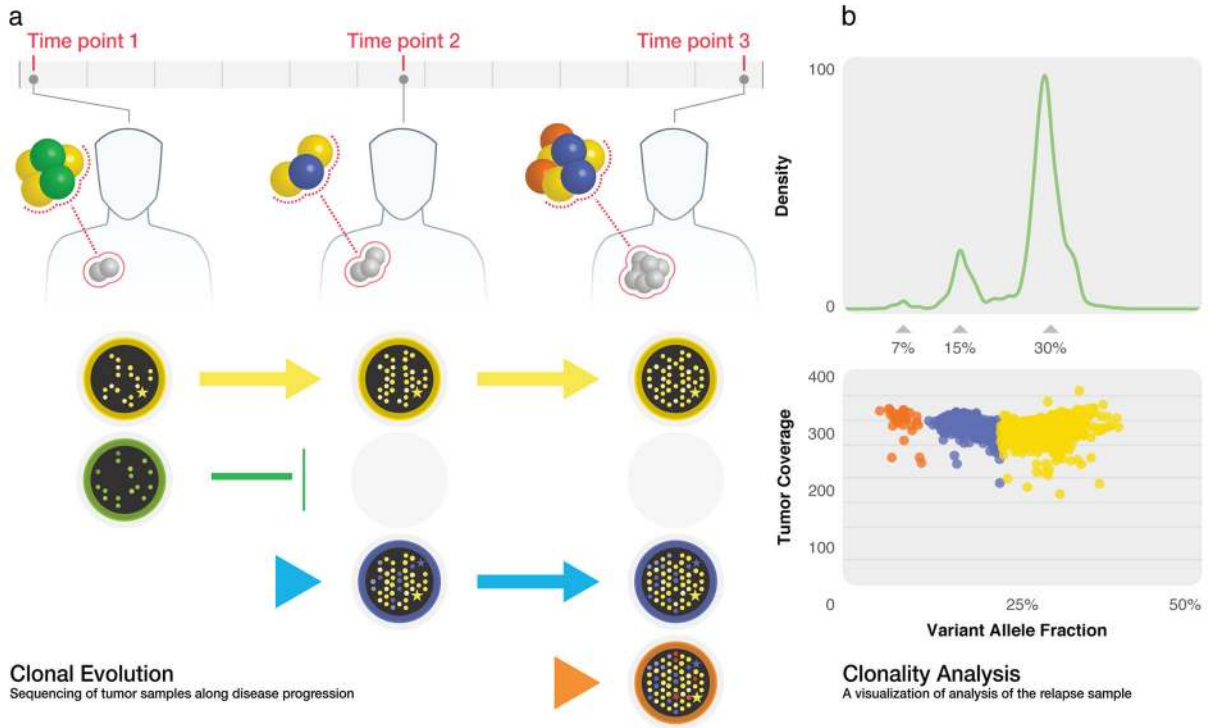 a
Time point 1
Time point 2
Time point 3
Clonal Evolution
Sequencing of tumor samples along disease progression
b
100
Density
0
7%
15%
30%
400
300
Tumor Coverage
200
100
0
25%
50%
Variant Allele Fraction
Clonality Analysis
A visualization of analysis of the relapse sample